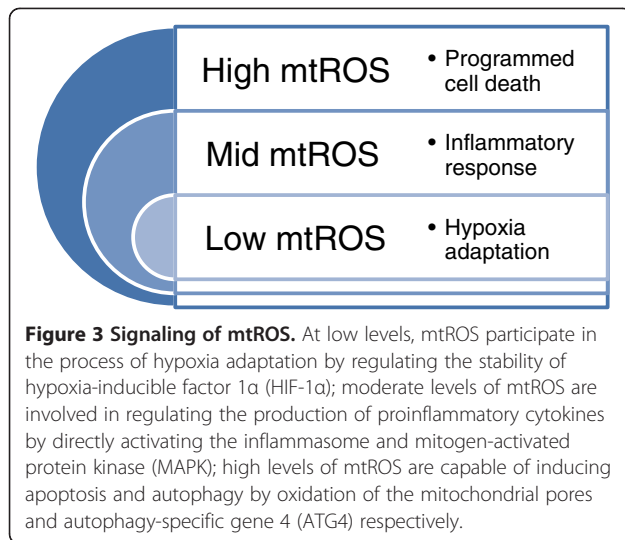 High mtROS
• Programmed
cell death
Mid mtROS
• Inflammatory
response
Low mtROS
• Hypoxia
adaptation
Figure 3 Signaling of mtROS. At low levels, mtROS participate in
the process of hypoxia adaptation by regulating the stability of
hypoxia-inducible factor 1α (HIF-1α); moderate levels of mtROS are
involved in regulating the production of proinflammatory cytokines
by directly activating the inflammasome and mitogen-activated
protein kinase (MAPK); high levels of mtROS are capable of inducing
apoptosis and autophagy by oxidation of the mitochondrial pores
and autophagy-specific gene 4 (ATG4) respectively.